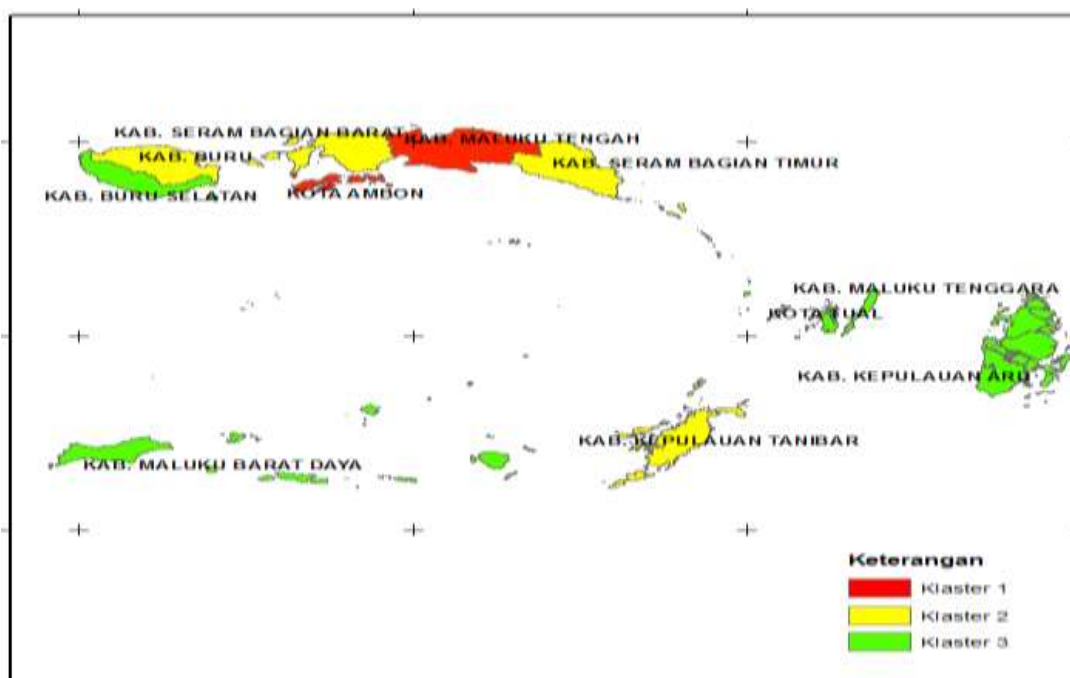 KAB. SERAM BAGIAN BARAT
KAB. MALUKU TENGAH
KAB. BURU
KAB. SERAM BAGIAN TIMUR
KAB. BURU SELATAN
KOTA AMBON
KAB. MALUKU TENGGARA
KOTA TUAL
KAB. KEPULAUAN ARU
KAB. KEPULAUAN TANIBAR
KAB. MALUKU BARAT DAYA
Keterangan
Klaster 1
Klaster 2
Klaster 3